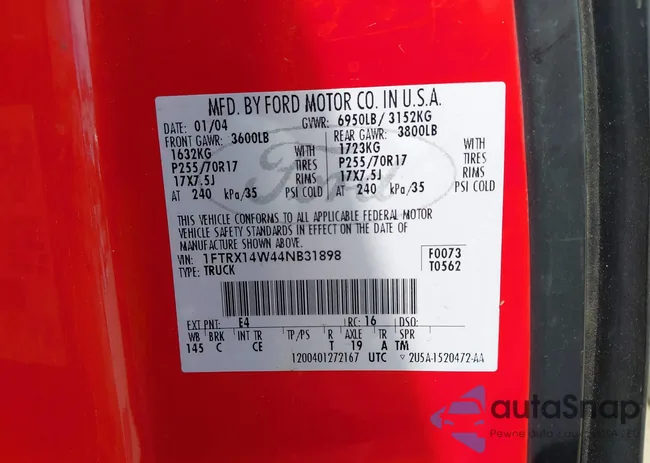 MFD. BY FORD MOTOR CO. IN U.S.A.
DATE: 01/04 GVWR: 6950LB/ 3152KG
FRONT GAWR: 3600LB REAR GAWR: 3800LB
1632KG WITH 1723KG WITH
P255/70R17 TIRES P255/70R17 TIRES
17X7.5J RIMS 17X7.5J RIMS
AT 240 kPa/35 PSI COLD AT 240 kPa/35 PSI COLD
Ford
THIS VEHICLE CONFORMS TO ALL APPLICABLE FEDERAL MOTOR
VEHICLE SAFETY STANDARDS IN EFFECT ON THE DATE OF
MANUFACTURE SHOWN ABOVE.
VIN: 1FTRX14W44NB31898 F0073
TYPE: TRUCK T0562
EXT PNT: E4 RC: 16 DSO:
WB BRK INT TR TP/PS R AXLE TR SPR
145 C CE T 19 A TM
1200401272167 UTC 2U5A-1520472-AA
autaSnap
Pewne auto z